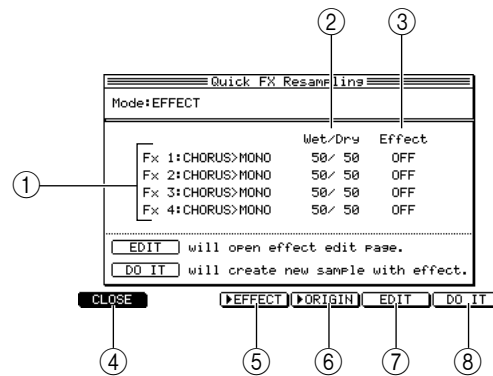 ② ③
Quick FX Resampling
Mode:EFFECT
Wet/Dry Effect
① Fx 1:CHORUS>MONO 50/ 50 OFF
Fx 2:CHORUS>MONO 50/ 50 OFF
Fx 3:CHORUS>MONO 50/ 50 OFF
Fx 4:CHORUS>MONO 50/ 50 OFF
EDIT will open effect edit page.
DO IT will create new sample with effect.
CLOSE ▶EFFECT ▶ORIGIN EDIT DO IT
④ ⑤ ⑥ ⑦ ⑧